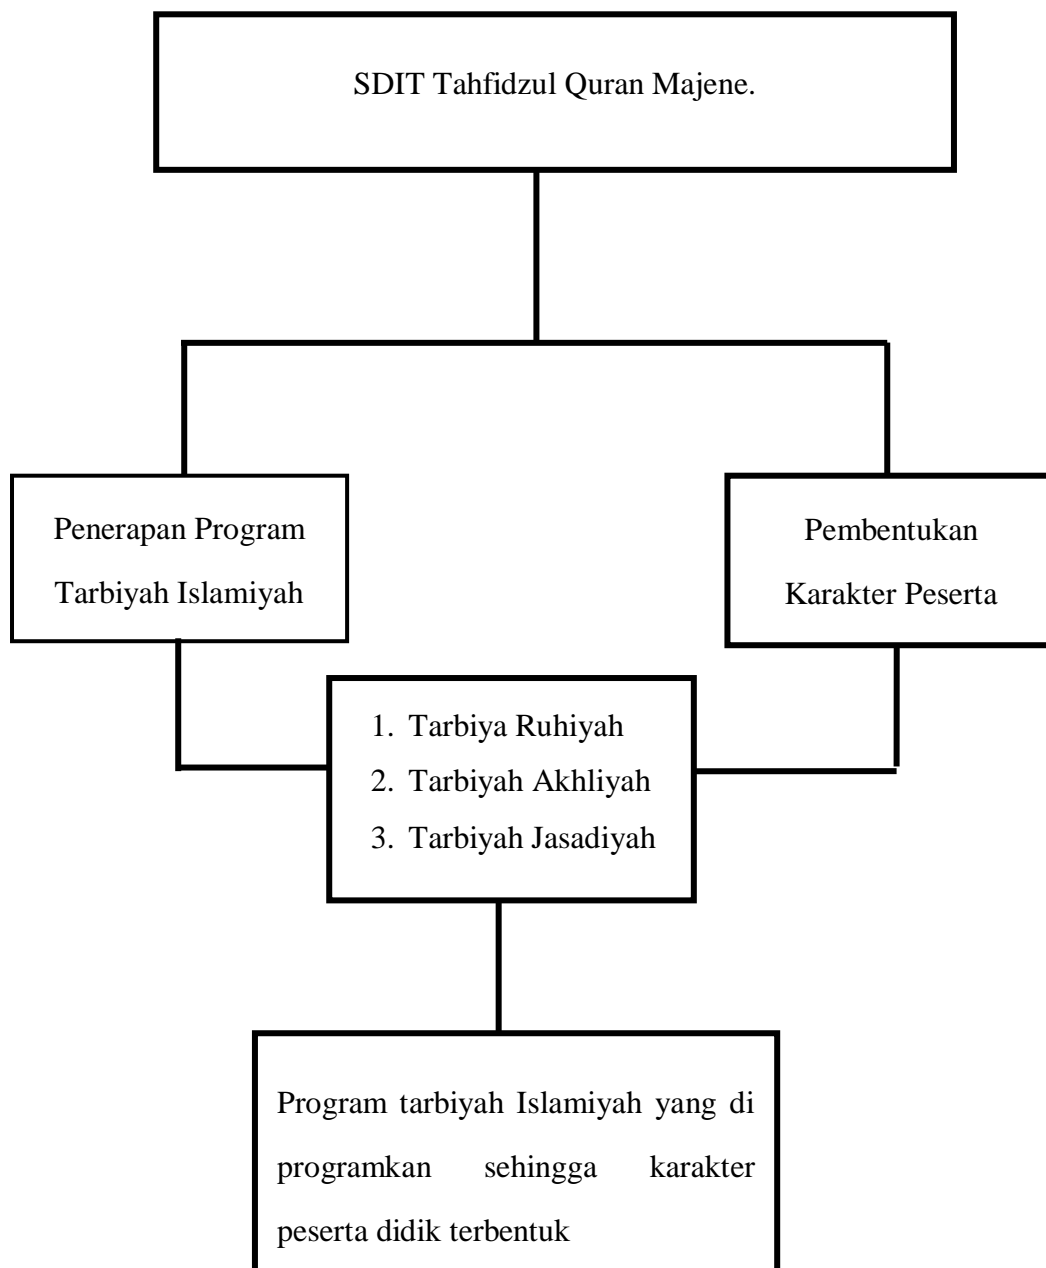 SDIT Tahfidzul Quran Majene.
Penerapan Program
Tarbiyah Islamiyah
Pembentukan
Karakter Peserta
1. Tarbiya Ruhiyah
2. Tarbiyah Akhliyah
3. Tarbiyah Jasadiyah
Program tarbiyah Islamiyah yang di
programkan sehingga karakter
peserta didik terbentuk